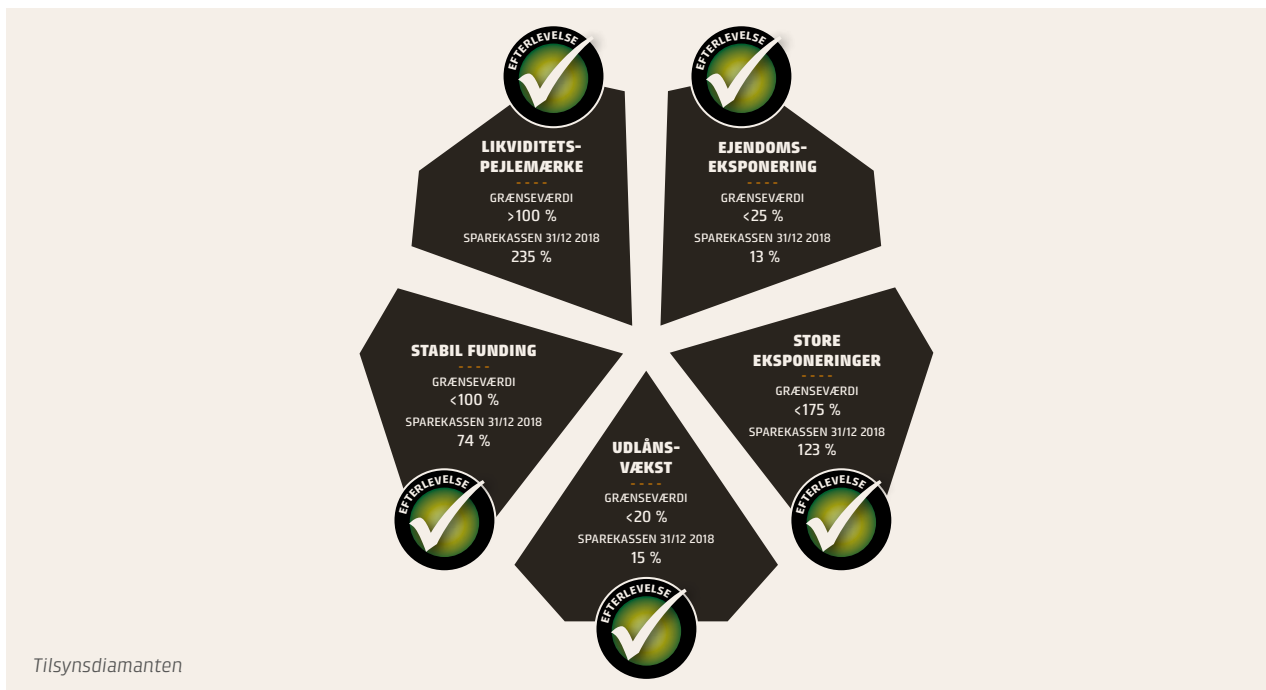 EFTERLEVELSE
LIKVIDITETS-
PEJLEMÆRKE
GRÆNSEVÆRDI
>100 %
SPAREKASSEN 31/12 2018
235 %
EFTERLEVELSE
EJENDOMS-
EKSPONERING
GRÆNSEVÆRDI
<25 %
SPAREKASSEN 31/12 2018
13 %
STABIL FUNDING
GRÆNSEVÆRDI
<100 %
SPAREKASSEN 31/12 2018
74 %
EFTERLEVELSE
STORE
EKSPONERINGER
GRÆNSEVÆRDI
<175 %
SPAREKASSEN 31/12 2018
123 %
EFTERLEVELSE
UDLÅNS-
VÆKST
GRÆNSEVÆRDI
<20 %
SPAREKASSEN 31/12 2018
15 %
EFTERLEVELSE
Tilsynsdiamanten